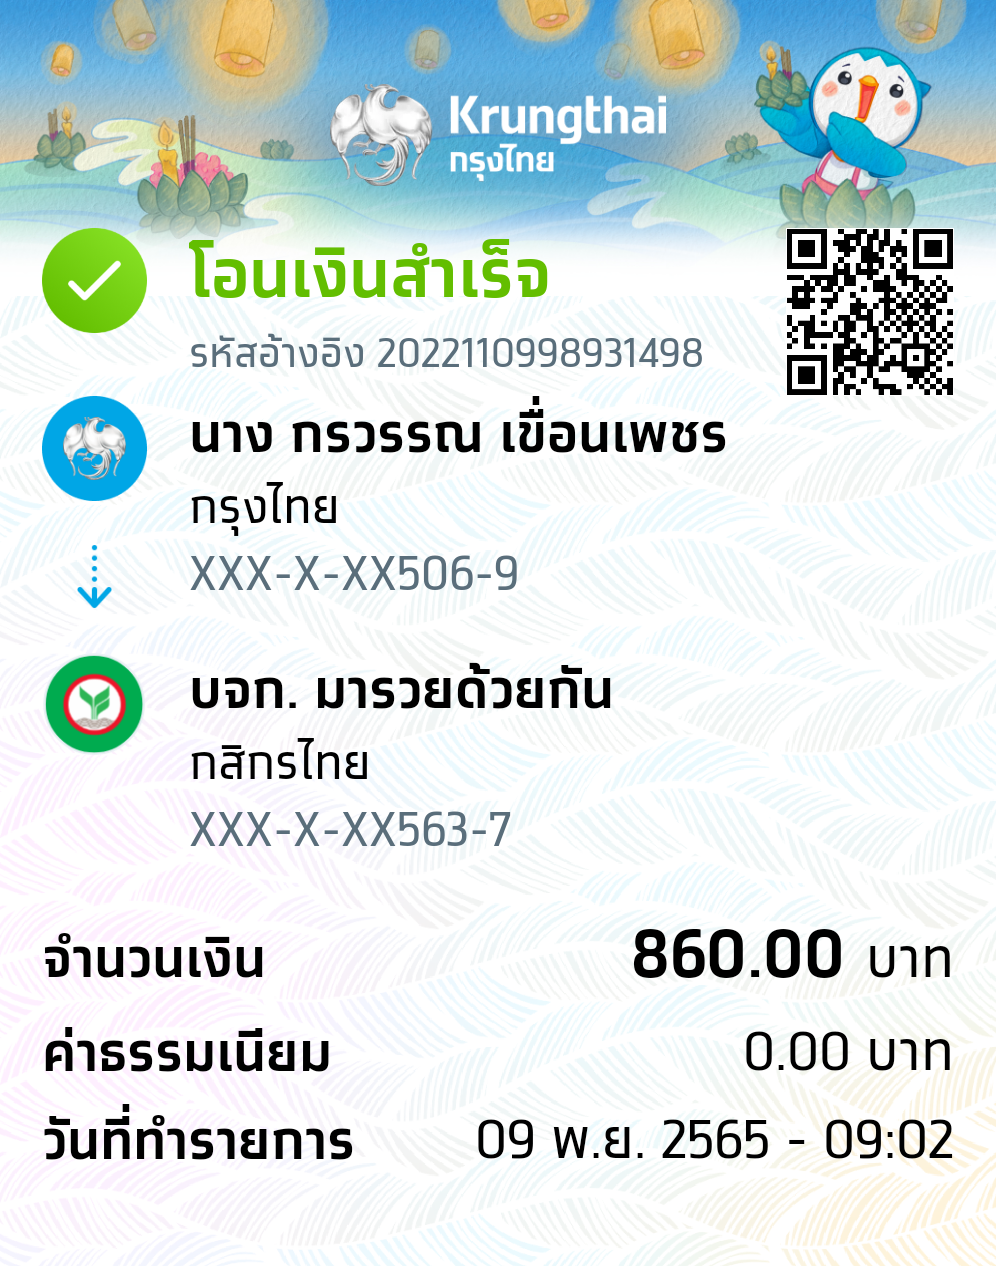 Krungthai
กรุงไทย
โอนเงินสำเร็จ
รหัสอ้างอิง 2022110998931498
นาง กรวรรณ เขื่อนเพชร
กรุงไทย
XXX-X-XX506-9
บจก. มารวยด้วยกัน
กสิกรไทย
XXX-X-XX563-7
จำนวนเงิน 860.00 บาท
ค่าธรรมเนียม 0.00 บาท
วันที่ทำรายการ 09 พ.ย. 2565 - 09:02